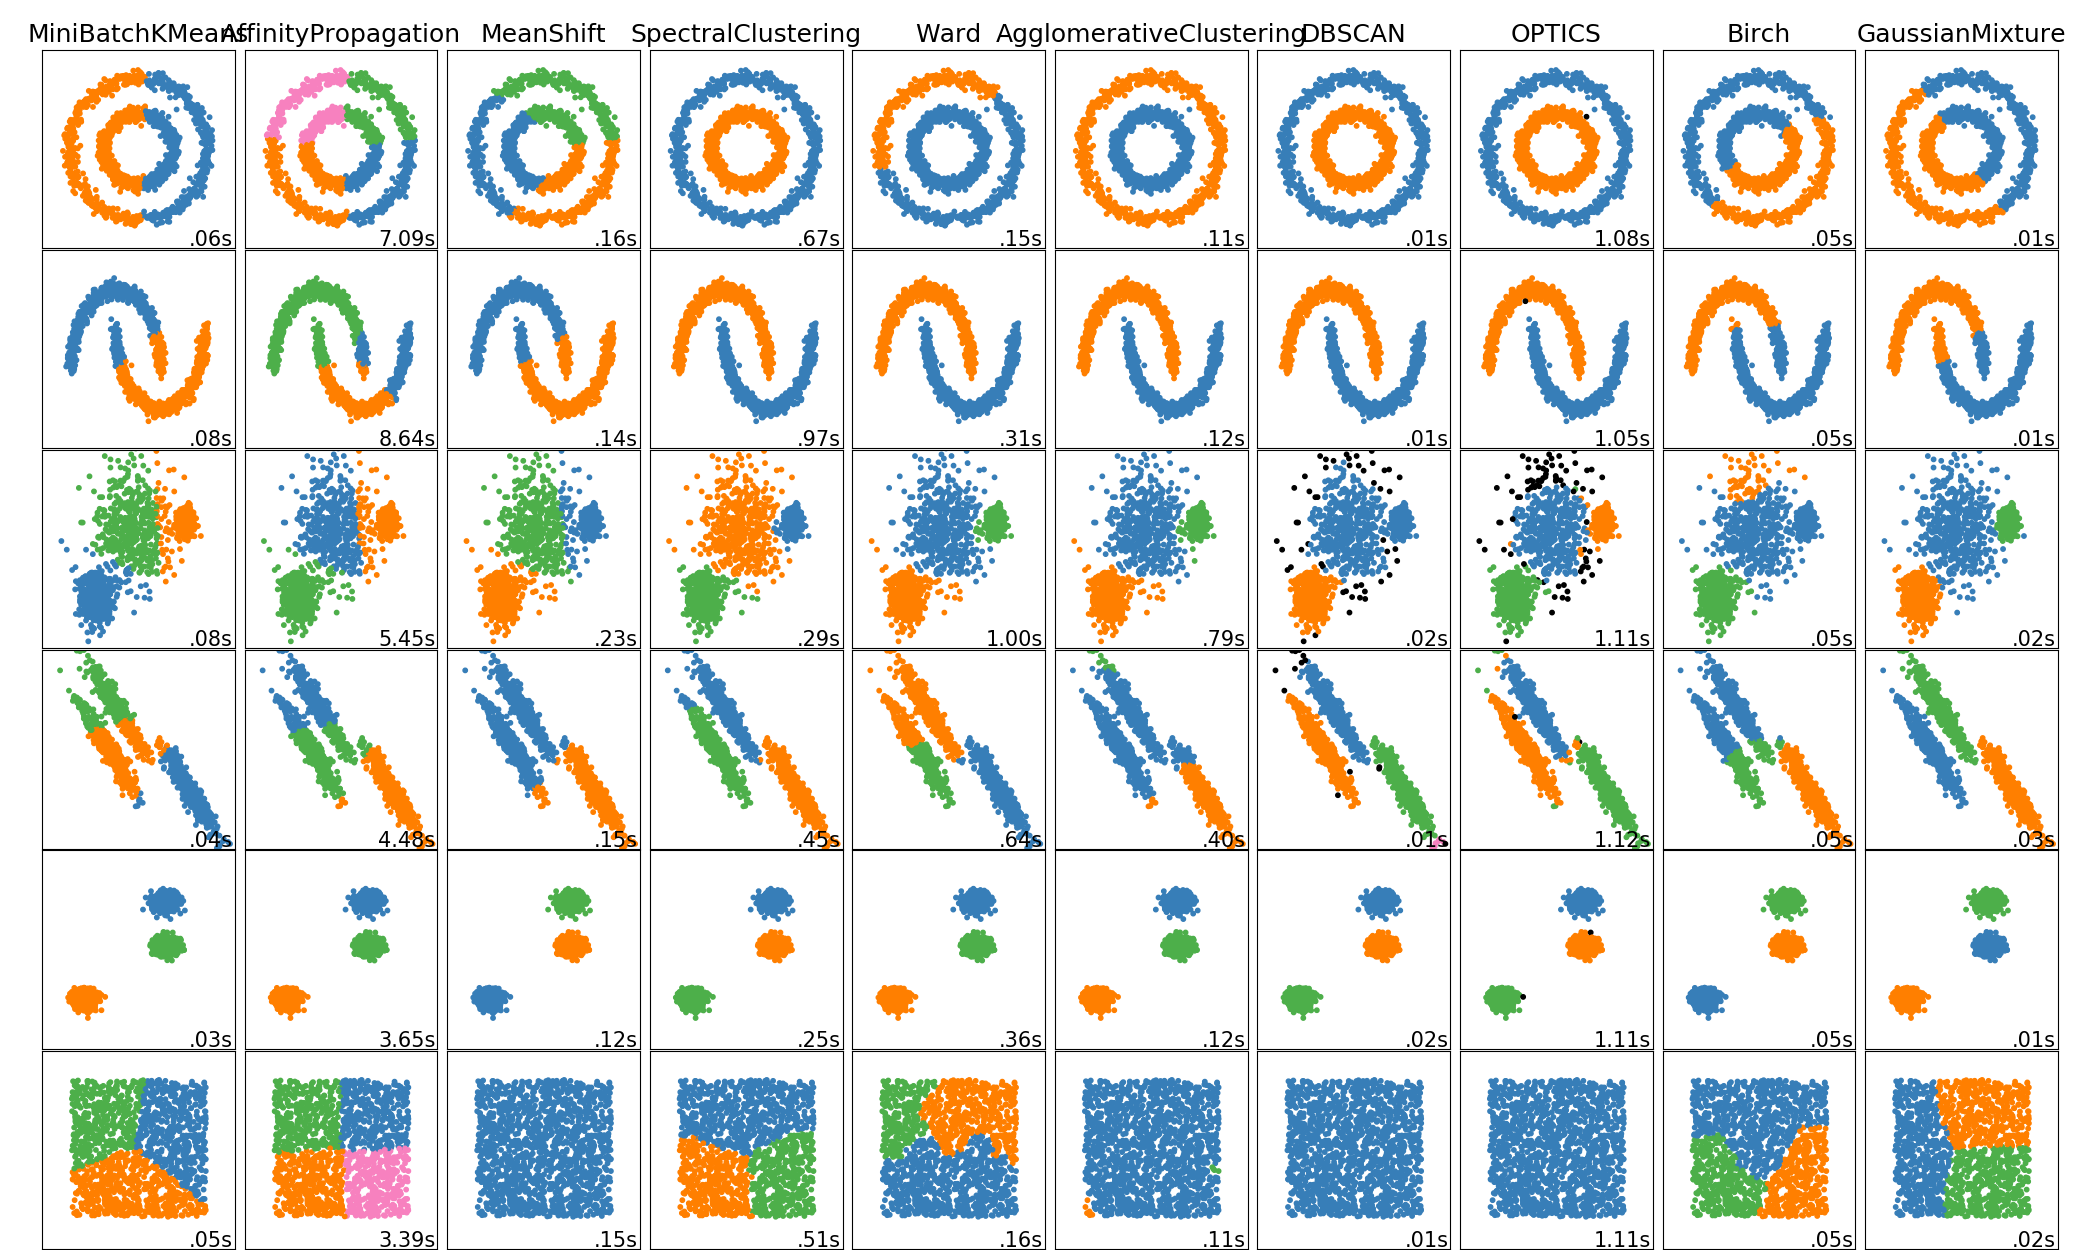 MiniBatchKMeans AffinityPropagation MeanShift SpectralClustering Ward AgglomerativeClustering DBSCAN OPTICS Birch GaussianMixture
.06s 7.09s .16s .67s .15s .11s .01s 1.08s .05s .01s
.08s 8.64s .14s .97s .31s .12s .01s 1.05s .05s .01s
.08s 5.45s .23s .29s 1.00s .79s .02s 1.11s .05s .02s
.04s 4.48s .15s .45s .64s .40s .01s 1.12s .05s .03s
.03s 3.65s .12s .25s .36s .12s .02s 1.11s .05s .01s
.05s 3.39s .15s .51s .16s .11s .01s 1.11s .05s .02s